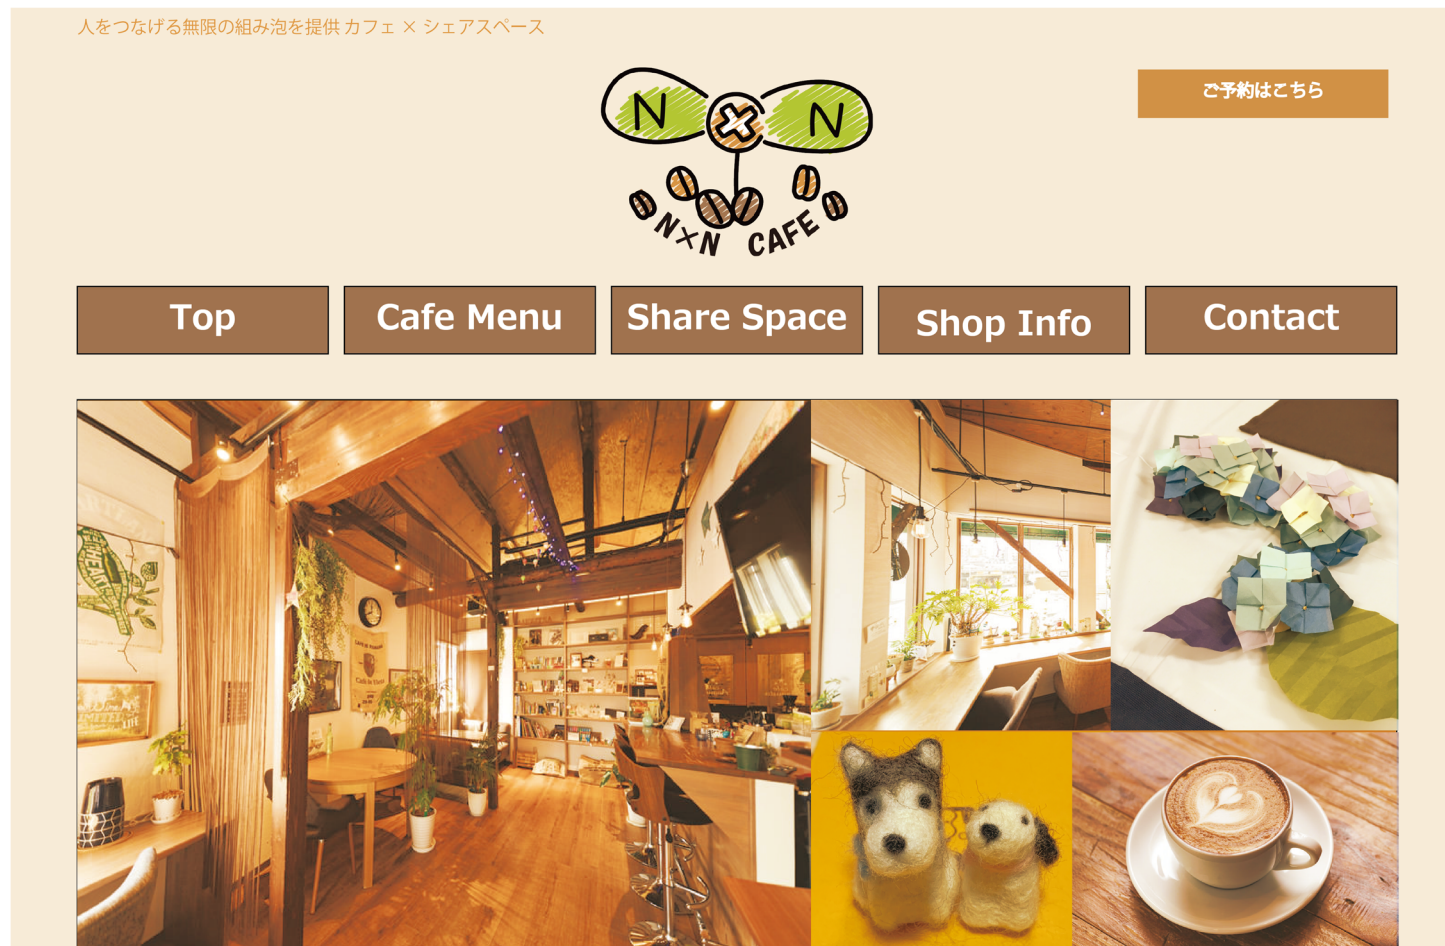 人をつなげる無限の組み泡を提供 カフェ × シェアスペース
ご予約はこちら
N × N
N×N CAFE
Top
Cafe Menu
Share Space
Shop Info
Contact
LIFE